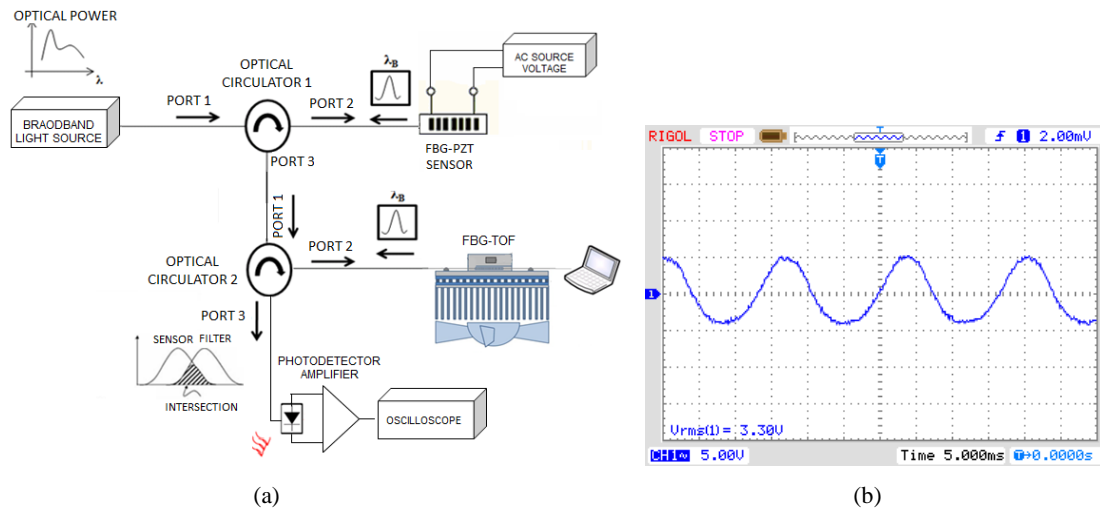 OPTICAL POWER
λ
BRAODBAND
LIGHT SOURCE
PORT 1
OPTICAL
CIRCULATOR 1
PORT 2
λB
AC SOURCE
VOLTAGE
FBG-PZT
SENSOR
PORT 3
PORT 1
OPTICAL
CIRCULATOR 2
PORT 2
λB
FBG-TOF
PORT 3
SENSOR FILTER
INTERSECTION
PHOTODETECTOR
AMPLIFIER
OSCILLOSCOPE
(a)
RIGOL STOP T 1 2.00mV
T
1
Vrms(1)= 3.30V
CH1 5.00V Time 5.000ms T→0.0000s
(b)